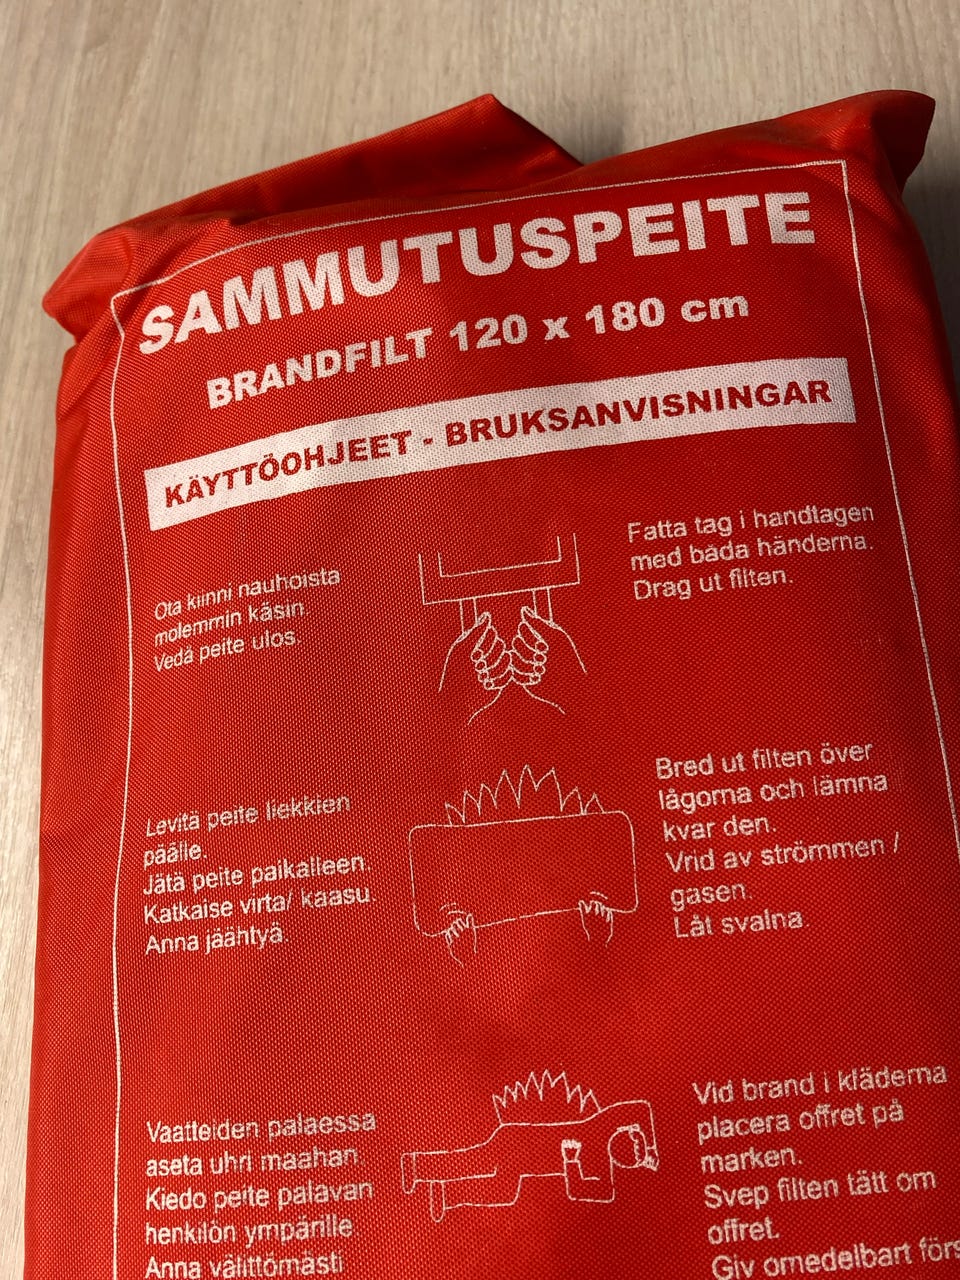 SAMMUTUSPEITE
BRANDFILT 120 x 180 cm
KÄYTTÖOHJEET - BRUKSANVISNINGAR
Ota kiinni nauhoista
molemmin käsin.
Vedä peite ulos.
Fatta tag i handtagen
med båda händerna.
Drag ut filten.
Levitä peite liekkien
päälle.
Jätä peite paikalleen.
Katkaise virta/ kaasu.
Anna jäähtyä.
Bred ut filten över
lågorna och lämna
kvar den.
Vrid av strömmen /
gasen.
Låt svalna.
Vaatteiden palaessa
aseta uhri maahan.
Kiedo peite palavan
henkilön ympärille
Anna välittömästi
Vid brand i kläderna
placera offret på
marken.
Svep filten tätt om
offret.
Giv omedelbart förs